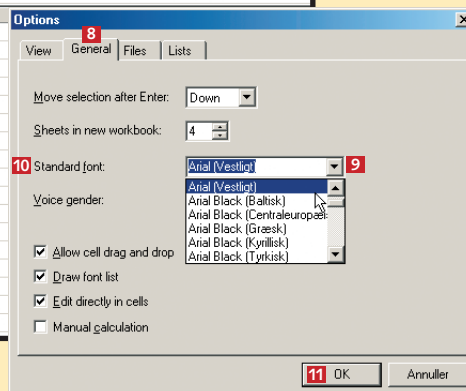 Options
8
View General Files Lists
Move selection after Enter: Down
Sheets in new workbook: 4
10 Standard font: Arial (Vestligt) 9
Arial (Vestligt)
Voice gender: Arial Black (Baltisk)
Arial Black (Centraleuropæi
Arial Black (Græsk)
Arial Black (Kyrillisk)
Allow cell drag and drop Arial Black (Tyrkisk)
Draw font list
Edit directly in cells
Manual calculation
11 OK Annuller